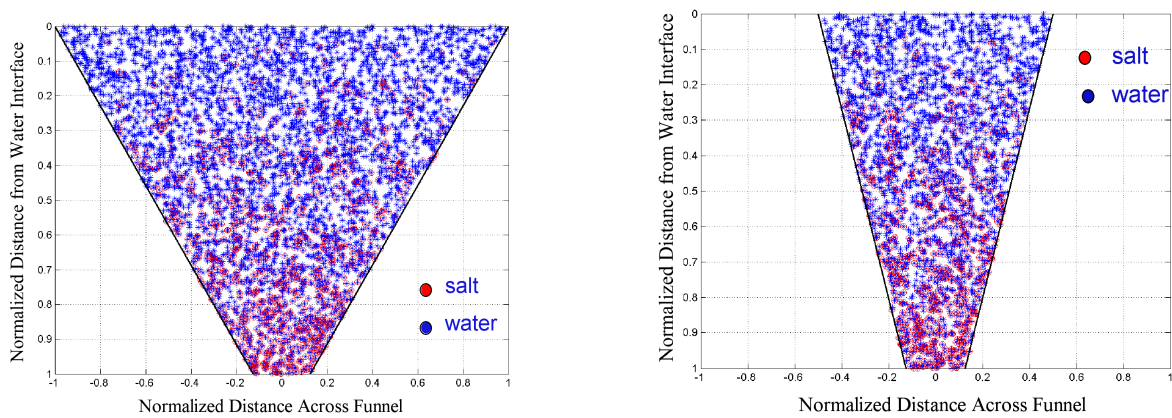 0
0.1
0.2
0.3
0.4
0.5
0.6
0.7
0.8
0.9
1
-1 -0.8 -0.6 -0.4 -0.2 0 0.2 0.4 0.6 0.8 1
Normalized Distance from Water Interface
Normalized Distance Across Funnel
salt
water
0
0.1
0.2
0.3
0.4
0.5
0.6
0.7
0.8
0.9
1
-1 -0.8 -0.6 -0.4 -0.2 0 0.2 0.4 0.6 0.8 1
Normalized Distance from Water Interface
Normalized Distance Across Funnel
salt
water